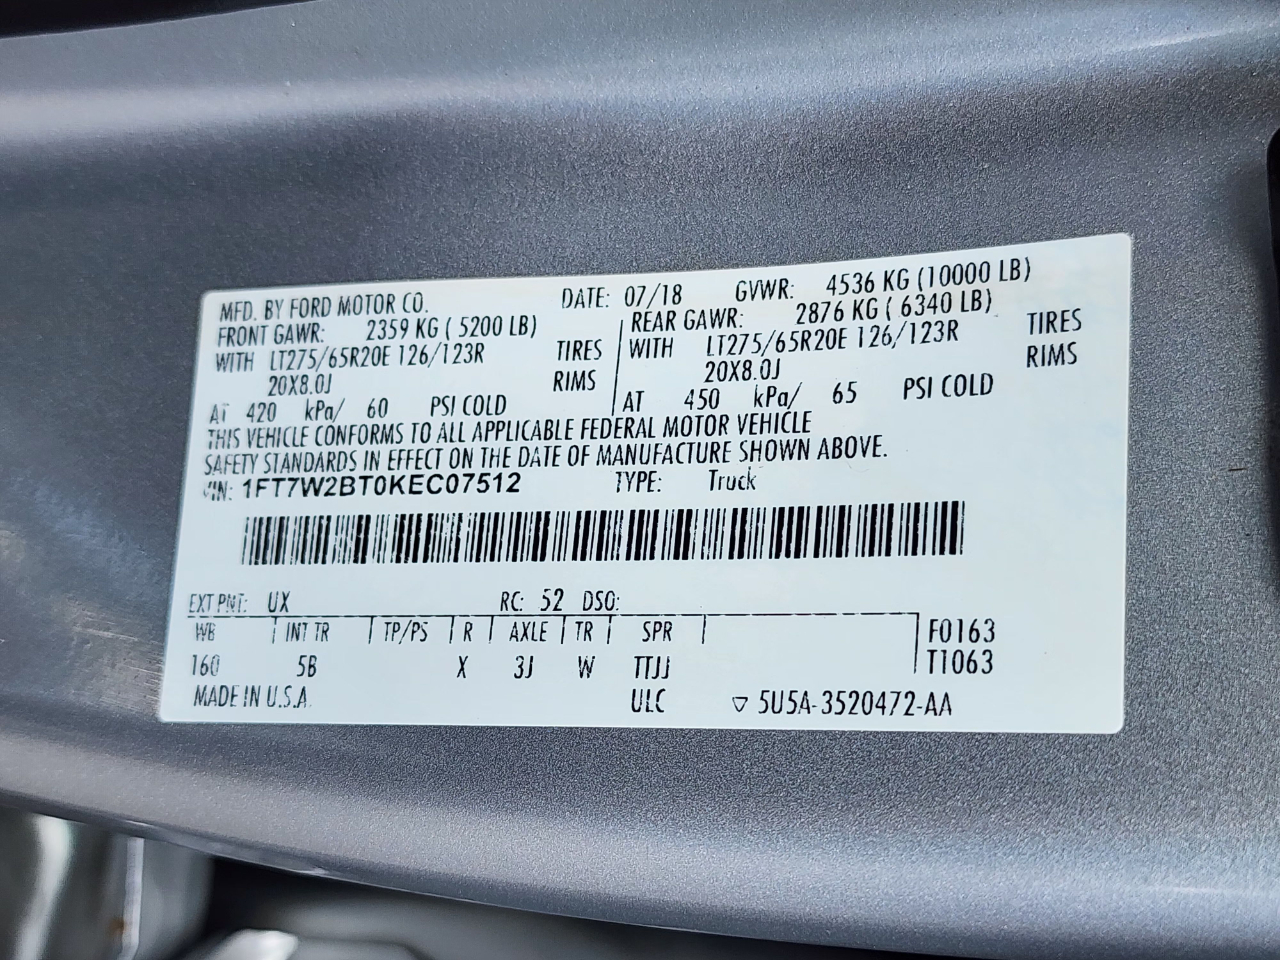 MFD. BY FORD MOTOR CO. DATE: 07/18 GVWR: 4536 KG (10000 LB)
FRONT GAWR: 2359 KG ( 5200 LB) REAR GAWR: 2876 KG ( 6340 LB)
WITH LT275/65R20E 126/123R TIRES WITH LT275/65R20E 126/123R TIRES
20X8.0J RIMS 20X8.0J RIMS
AT 420 kPa/ 60 PSI COLD AT 450 kPa/ 65 PSI COLD
THIS VEHICLE CONFORMS TO ALL APPLICABLE FEDERAL MOTOR VEHICLE
SAFETY STANDARDS IN EFFECT ON THE DATE OF MANUFACTURE SHOWN ABOVE.
VIN: 1FT7W2BT0KEC07512 TYPE: Truck
EXT PNT: UX RC: 52 DSO:
WB INT TR TP/PS R AXLE TR SPR F0163
160 5B X 3J W TTJJ T1063
MADE IN U.S.A. ULC ▽ 5U5A-3520472-AA